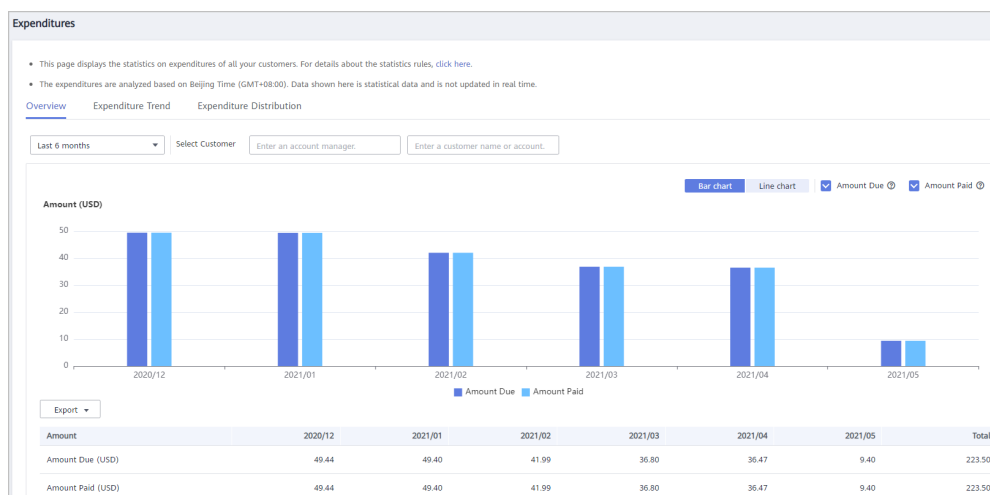 Expenditures
This page displays the statistics on expenditures of all your customers. For details about the statistics rules, click here.
The expenditures are analyzed based on Beijing Time (GMT+08:00). Data shown here is statistical data and is not updated in real time.
Overview Expenditure Trend Expenditure Distribution
Last 6 months Select Customer Enter an account manager. Enter a customer name or account.
Bar chart Line chart Amount Due Amount Paid
Amount (USD)
50
40
30
20
10
0
2020/12 2021/01 2021/02 2021/03 2021/04 2021/05
Amount Due Amount Paid
Export
Amount 2020/12 2021/01 2021/02 2021/03 2021/04 2021/05 Total
Amount Due (USD) 49.44 49.40 41.99 36.80 36.47 9.40 223.50
Amount Paid (USD) 49.44 49.40 41.99 36.80 36.47 9.40 223.50